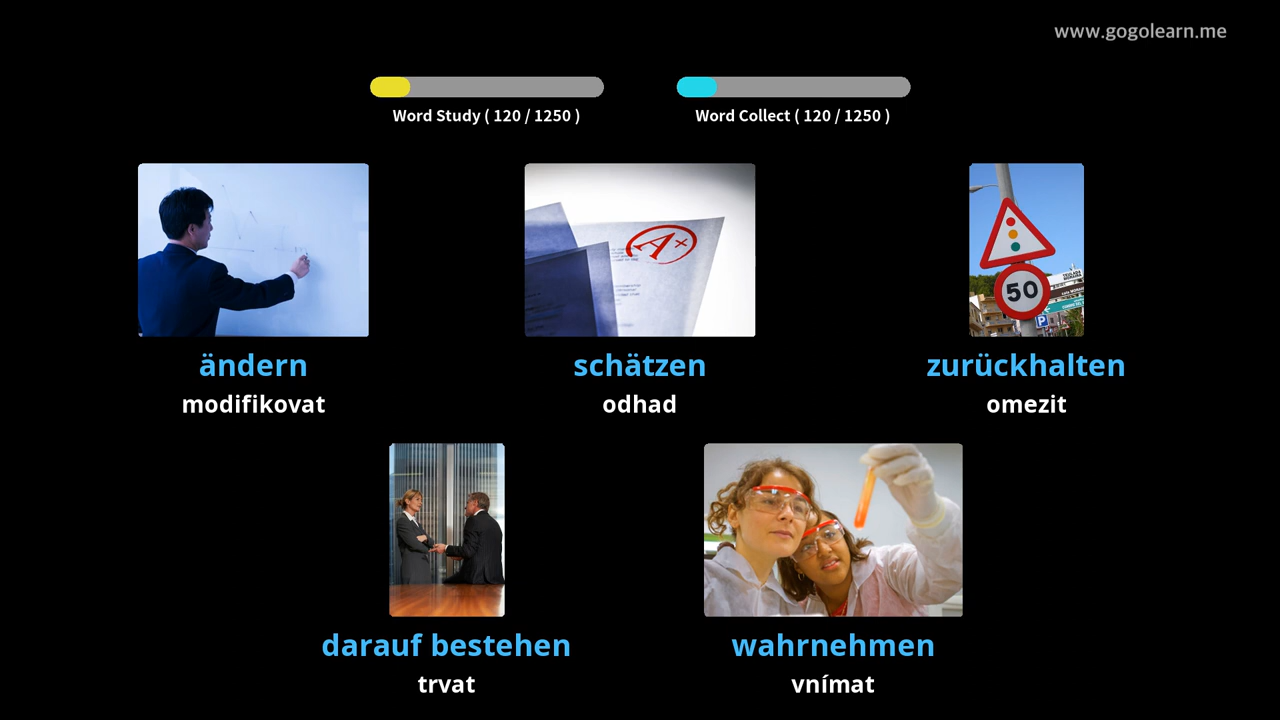 www.gogolearn.me
Word Study ( 120 / 1250 )
Word Collect ( 120 / 1250 )
A+
50
P
ändern
schätzen
zurückhalten
modifikovat
odhad
omezit
darauf bestehen
wahrnehmen
trvat
vnímat